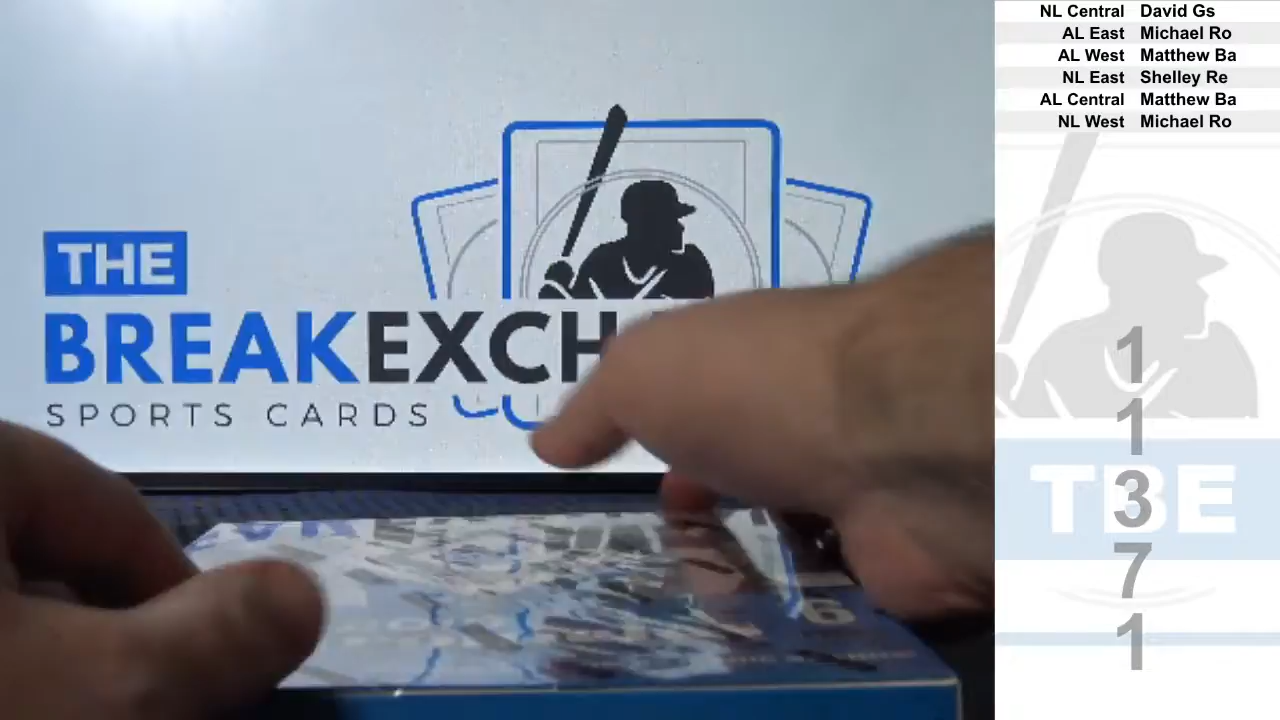 THE
BREAKEXCH
SPORTS CARDS
6
NL Central David Gs
AL East Michael Ro
AL West Matthew Ba
NL East Shelley Re
AL Central Matthew Ba
NL West Michael Ro
TBE
1
1
3
7
1